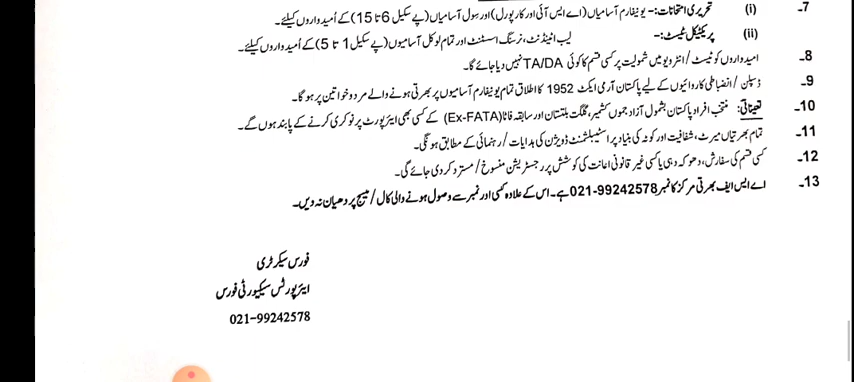 7۔ (i) تحریری امتحانات:- یونیفارم آسامیاں (اے ایس آئی اور کارپورل) اور سول آسامیاں (پے سکیل 6 تا 15) کے اُمیدواروں کیلئے۔
(ii) پریکٹیکل ٹیسٹ:- لیب اٹینڈنٹ، نرسنگ اسسٹنٹ اور تمام لوکل آسامیوں (پے سکیل 1 تا 5) کے اُمیدواروں کیلئے۔
8۔ امیدواروں کو ٹیسٹ / انٹرویو میں شمولیت پر کسی قسم کا کوئی TA/DA نہیں دیا جائے گا۔
9۔ ڈسپلن / انضباطی کاروائیوں کے لیے پاکستان آرمی ایکٹ 1952 کا اطلاق تمام یونیفارم آسامیوں پر بھرتی ہونے والے مرد و خواتین پر ہو گا۔
10۔ تعیناتی: منتخب افراد پاکستان بشمول آزاد جموں کشمیر، گلگت بلتستان اور سابقہ فاٹا (Ex-FATA) کے کسی بھی ایئرپورٹ پر نوکری کرنے کے پابند ہوں گے۔
11۔ تمام بھرتیاں میرٹ، شفافیت اور کوٹہ کی بنیاد پر اسٹیبلشمنٹ ڈویژن کی ہدایات / رہنمائی کے مطابق ہونگی۔
12۔ کسی قسم کی سفارش، دھوکہ دہی یا کسی غیر قانونی اعانت کی کوشش پر رجسٹریشن منسوخ / مسترد کر دی جائے گی۔
13۔ اے ایس ایف بھرتی مرکز کا نمبر 021-99242578 ہے۔ اس کے علاوہ کسی اور نمبر سے وصول ہونے والی کال / میسج پر دھیان نہ دیں۔
فورس سیکرٹری
ایئرپورٹس سیکیورٹی فورس
021-99242578